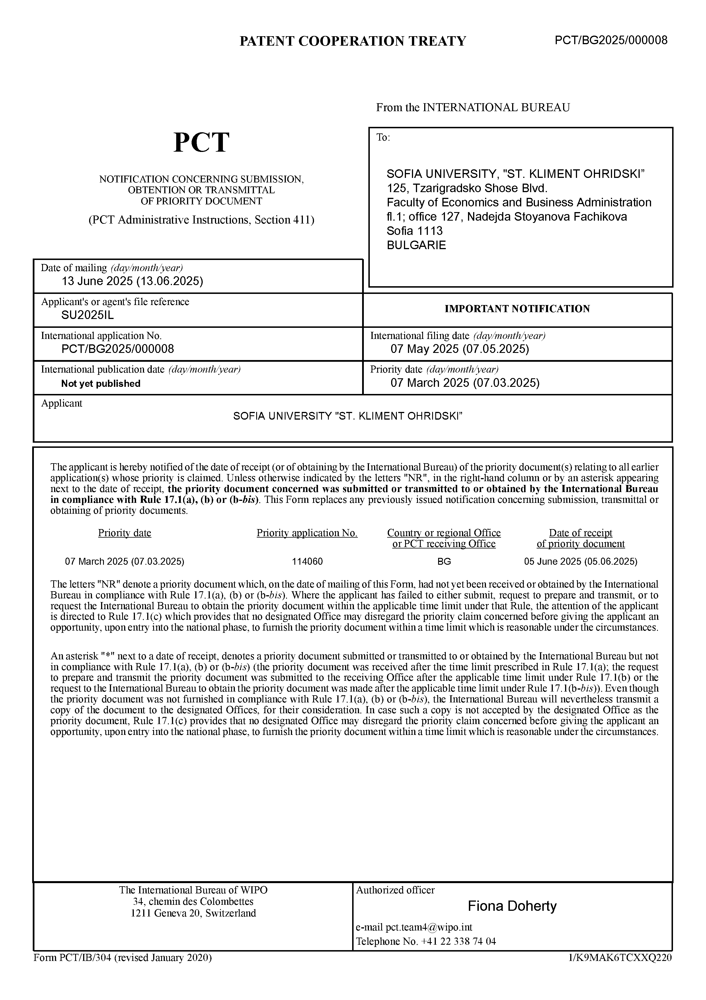 PATENT COOPERATION TREATY
PCT/BG2025/000008
From the INTERNATIONAL BUREAU
PCT
NOTIFICATION CONCERNING SUBMISSION,
OBTENTION OR TRANSMITTAL
OF PRIORITY DOCUMENT
(PCT Administrative Instructions, Section 411)
To:
SOFIA UNIVERSITY, "ST. KLIMENT OHRIDSKI”
125, Tzarigradsko Shose Blvd.
Faculty of Economics and Business Administration
fl.1; office 127, Nadejda Stoyanova Fachikova
Sofia 1113
BULGARIE
Date of mailing (day/month/year)
13 June 2025 (13.06.2025)
Applicant's or agent's file reference
SU2025IL
IMPORTANT NOTIFICATION
International application No.
PCT/BG2025/000008
International filing date (day/month/year)
07 May 2025 (07.05.2025)
International publication date (day/month/year)
Not yet published
Priority date (day/month/year)
07 March 2025 (07.03.2025)
Applicant
SOFIA UNIVERSITY "ST. KLIMENT OHRIDSKI”
The applicant is hereby notified of the date of receipt (or of obtaining by the International Bureau) of the priority document(s) relating to all earlier
application(s) whose priority is claimed. Unless otherwise indicated by the letters "NR", in the right-hand column or by an asterisk appearing
next to the date of receipt, the priority document concerned was submitted or transmitted to or obtained by the International Bureau
in compliance with Rule 17.1(a), (b) or (b-bis). This Form replaces any previously issued notification concerning submission, transmittal or
obtaining of priority documents.
Priority date
Priority application No.
Country or regional Office
or PCT receiving Office
Date of receipt
of priority document
07 March 2025 (07.03.2025)
114060
BG
05 June 2025 (05.06.2025)
The letters "NR" denote a priority document which, on the date of mailing of this Form, had not yet been received or obtained by the International
Bureau in compliance with Rule 17.1(a), (b) or (b-bis). Where the applicant has failed to either submit, request to prepare and transmit, or to
request the International Bureau to obtain the priority document within the applicable time limit under that Rule, the attention of the applicant
is directed to Rule 17.1(c) which provides that no designated Office may disregard the priority claim concerned before giving the applicant an
opportunity, upon entry into the national phase, to furnish the priority document within a time limit which is reasonable under the circumstances.
An asterisk "*" next to a date of receipt, denotes a priority document submitted or transmitted to or obtained by the International Bureau but not
in compliance with Rule 17.1(a), (b) or (b-bis) (the priority document was received after the time limit prescribed in Rule 17.1(a); the request
to prepare and transmit the priority document was submitted to the receiving Office after the applicable time limit under Rule 17.1(b) or the
request to the International Bureau to obtain the priority document was made after the applicable time limit under Rule 17.1(b-bis)). Even though
the priority document was not furnished in compliance with Rule 17.1(a), (b) or (b-bis), the International Bureau will nevertheless transmit a
copy of the document to the designated Offices, for their consideration. In case such a copy is not accepted by the designated Office as the
priority document, Rule 17.1(c) provides that no designated Office may disregard the priority claim concerned before giving the applicant an
opportunity, upon entry into the national phase, to furnish the priority document within a time limit which is reasonable under the circumstances.
The International Bureau of WIPO
34, chemin des Colombettes
1211 Geneva 20, Switzerland
Authorized officer
Fiona Doherty
e-mail pct.team4@wipo.int
Telephone No. +41 22 338 74 04
Form PCT/IB/304 (revised January 2020)
1/K9MAK6TCXXQ220